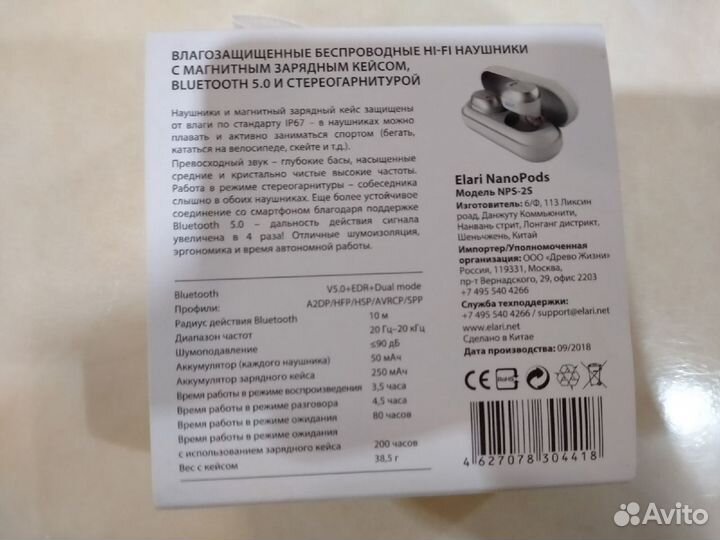 ВЛАГОЗАЩИЩЕННЫЕ БЕСПРОВОДНЫЕ HI-FI НАУШНИКИ
С МАГНИТНЫМ ЗАРЯДНЫМ КЕЙСОМ,
BLUETOOTH 5.0 И СТЕРЕОГАРНИТУРОЙ
Наушники и магнитный зарядный кейс защищены
от влаги по стандарту IP67 - в наушниках можно
плавать и активно заниматься спортом (бегать,
кататься на велосипеде, скейте и т.д.).
Превосходный звук – глубокие басы, насыщенные
средние и кристально чистые высокие частоты.
Работа в режиме стереогарнитуры – собеседника
слышно в обоих наушниках. Еще более устойчивое
соединение со смартфоном благодаря поддержке
Bluetooth 5.0 – дальность действия сигнала
увеличена в 4 раза! Отличные шумоизоляция,
эргономика и время автономной работы.
Bluetooth V5.0+EDR+Dual mode
Профили: A2DP/HFP/HSP/AVRCP/SPP
Радиус действия Bluetooth 10 м
Диапазон частот 20 Гц–20 кГц
Шумоподавление ≤90 дБ
Аккумулятор (каждого наушника) 50 мАч
Аккумулятор зарядного кейса 250 мАч
Время работы в режиме воспроизведения 3,5 часа
Время работы в режиме разговора 4,5 часа
Время работы в режиме ожидания 80 часов
Время работы в режиме ожидания
с использованием зарядного кейса 200 часов
Вес с кейсом 38,5 г
Elari NanoPods
Модель NPS-2S
Изготовитель: 6/Ф, 113 Ликсин
роад, Данжуту Коммьюнити,
Нанвань стрит, Лонганг дистрикт,
Шеньчжень, Китай
Импортер/Уполномоченная
организация: ООО «Древо Жизни»
Россия, 119331, Москва,
пр-т Вернадского, 29, офис 2203
+7 495 540 4266
Служба техподдержки:
+7 495 540 4266 / support@elari.net
www.elari.net
Сделано в Китае
Дата производства: 09/2018
CE RoHS
4 627078 304418
Avito